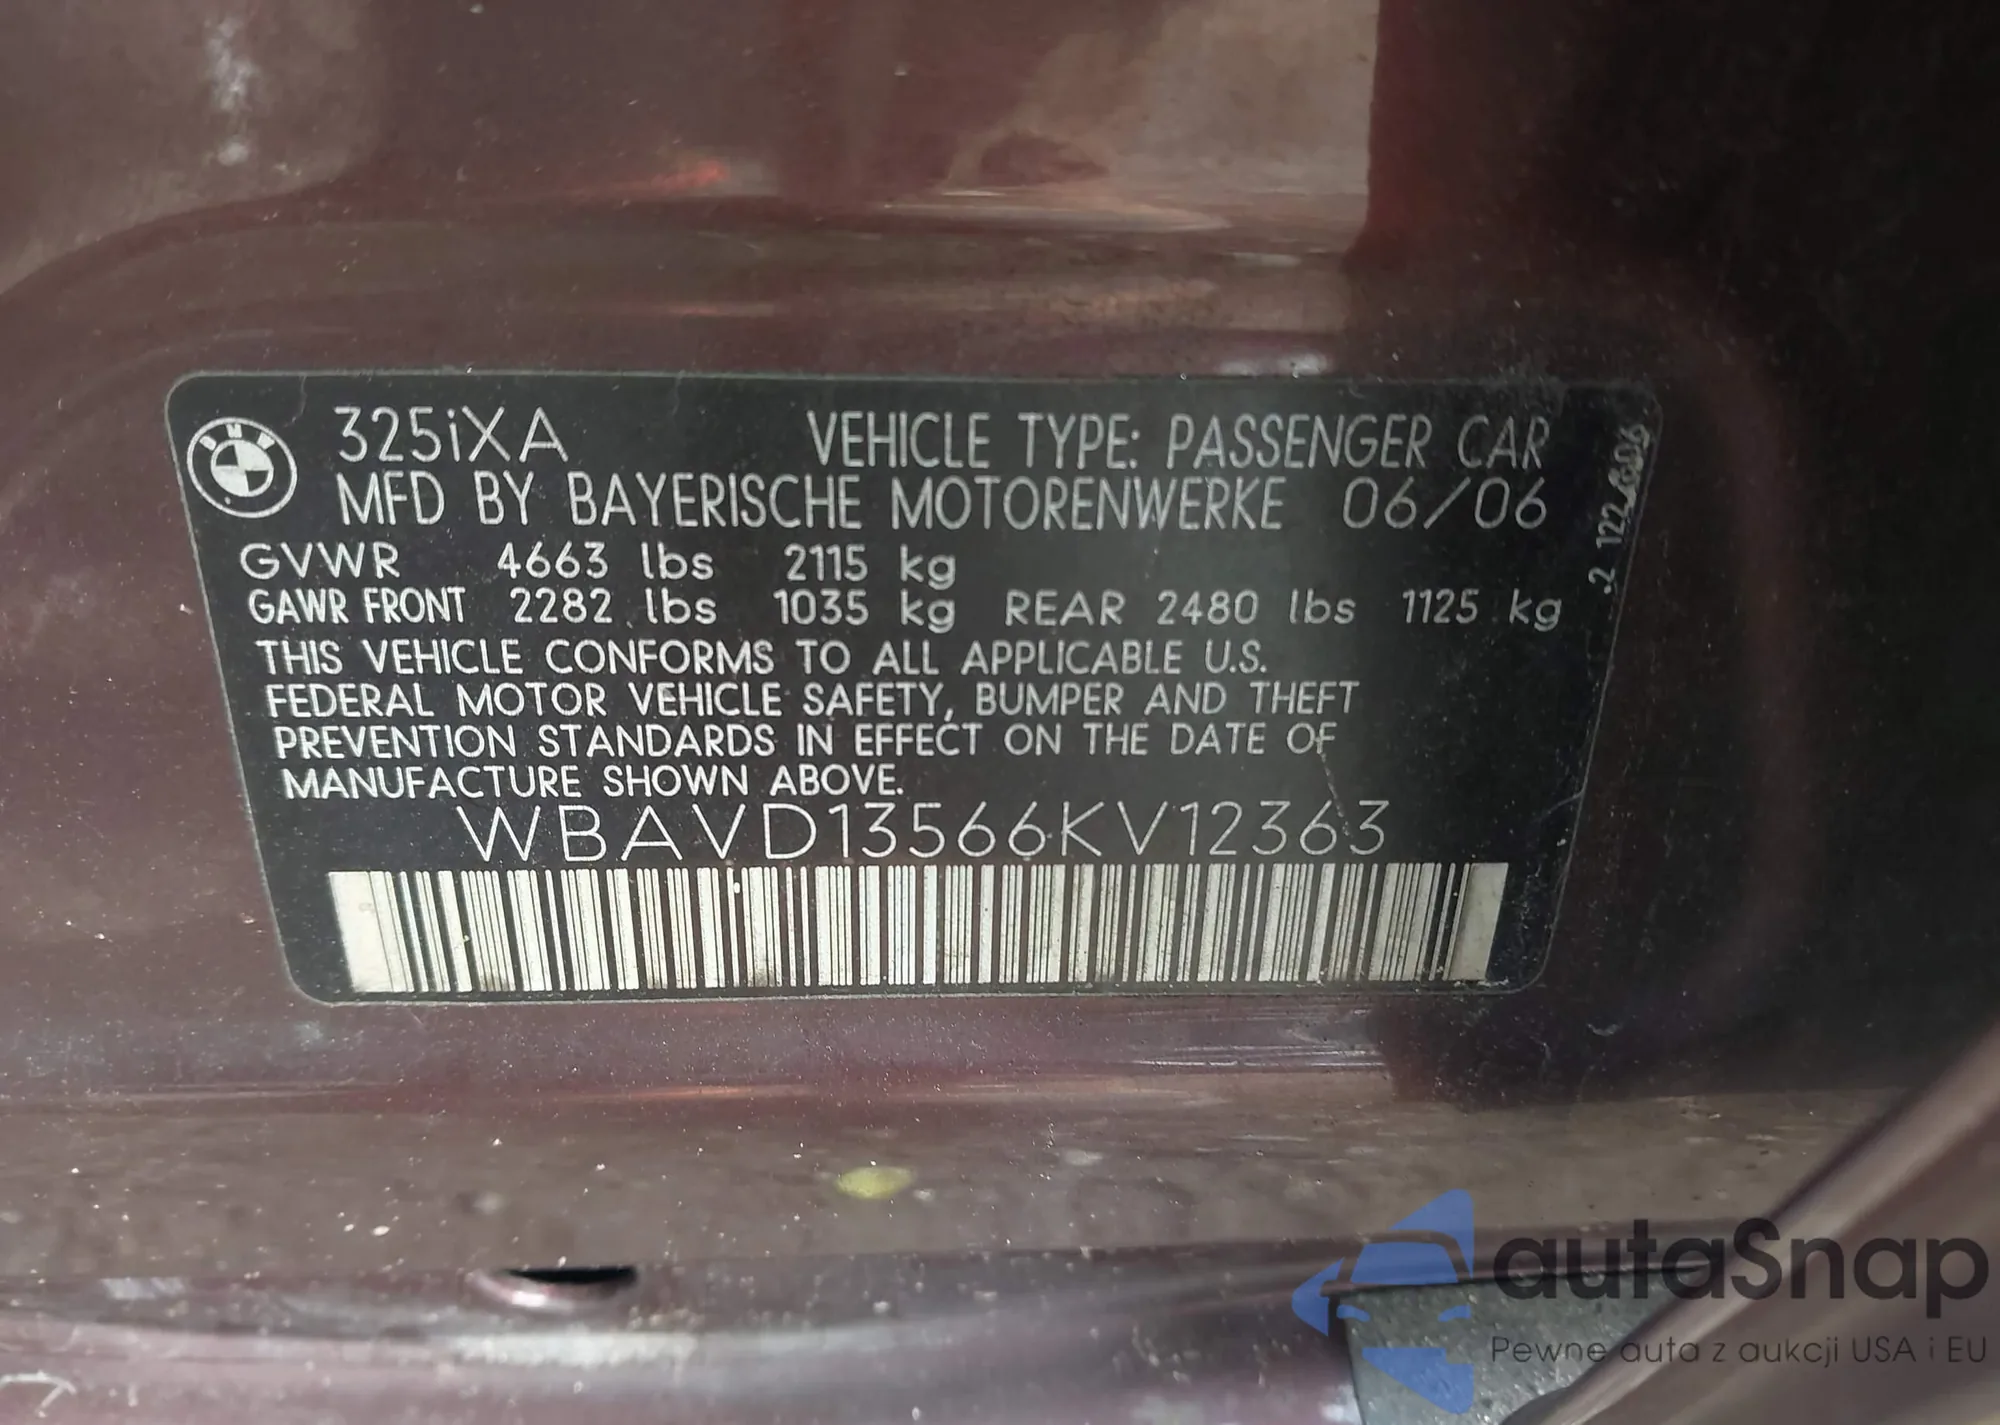 325iXA VEHICLE TYPE: PASSENGER CAR
MFD BY BAYERISCHE MOTORENWERKE 06/06
GVWR 4663 lbs 2115 kg
GAWR FRONT 2282 lbs 1035 kg REAR 2480 lbs 1125 kg
THIS VEHICLE CONFORMS TO ALL APPLICABLE U.S.
FEDERAL MOTOR VEHICLE SAFETY, BUMPER AND THEFT
PREVENTION STANDARDS IN EFFECT ON THE DATE OF
MANUFACTURE SHOWN ABOVE.
WBAVD13566KV12363
BMW
autaSnap
Pewne auta z aukcji USA i EU